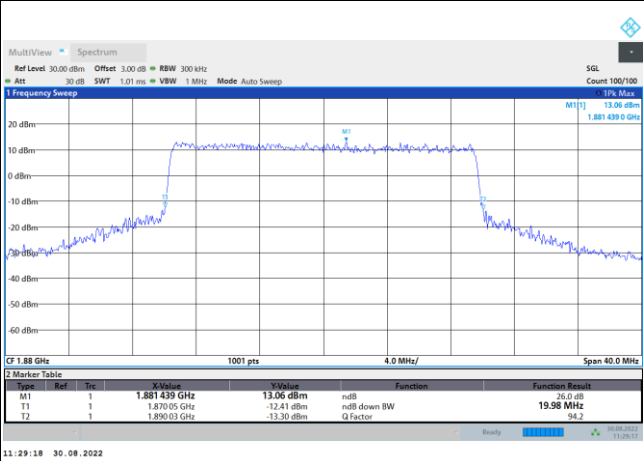 MultiView Spectrum
Ref Level 30.00 dBm Offset 3.00 dB RBW 300 kHz SGL
Att 30 dB SWT 1.01 ms VBW 1 MHz Mode Auto Sweep Count 100/100
1 Frequency Sweep 1Pk Max
M1[1] 13.06 dBm
1.881 439 0 GHz
20 dBm
M1
10 dBm
0 dBm
-10 dBm
T1
T2
-20 dBm
-30 dBm
-40 dBm
-50 dBm
-60 dBm
CF 1.88 GHz 1001 pts 4.0 MHz/ Span 40.0 MHz
2 Marker Table
Type Ref Trc X-Value Y-Value Function Function Result
M1 1 1.881 439 GHz 13.06 dBm ndB 26.0 dB
T1 1 1.870 05 GHz -12.41 dBm ndB down BW 19.98 MHz
T2 1 1.890 03 GHz -13.30 dBm Q Factor 94.2
Ready 30.08.2022
11:29:17
11:29:18 30.08.2022